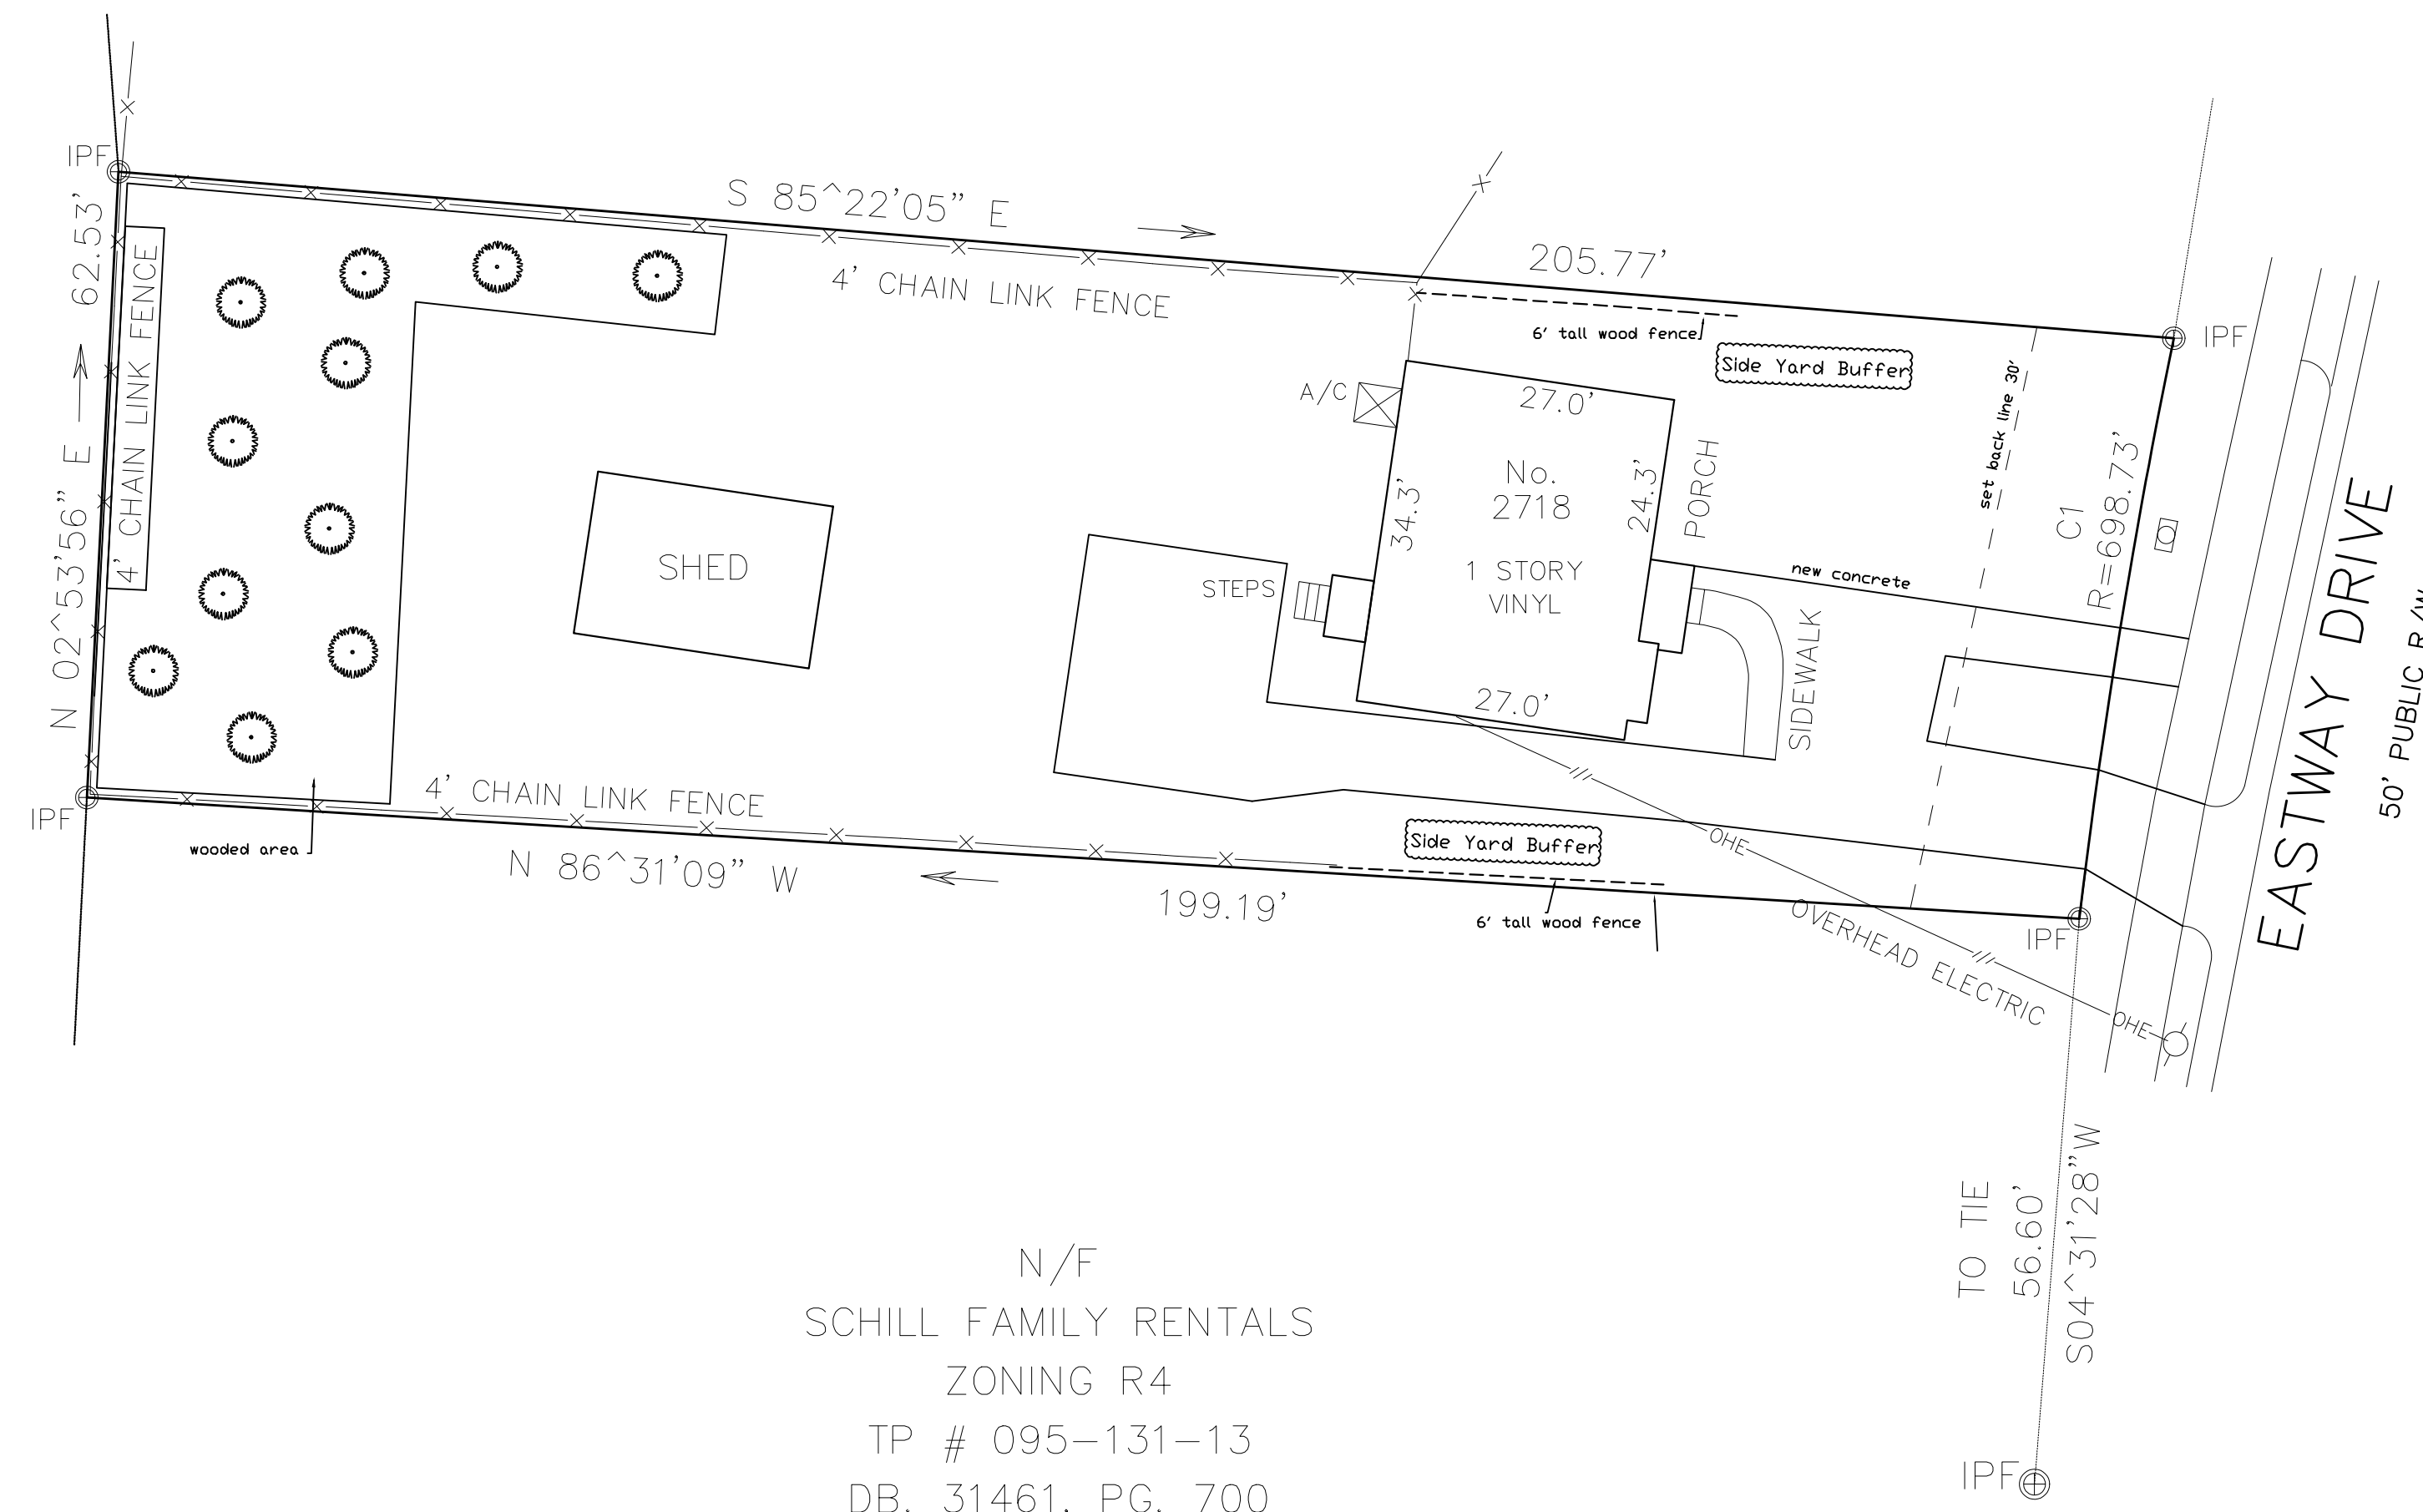 IPF
S 85^22'05" E
205.77'
4' CHAIN LINK FENCE
6' tall wood fence
Side Yard Buffer
IPF
62.53'
N 02^53'56" E
4' CHAIN LINK FENCE
A/C
27.0'
No.
2718
1 STORY
VINYL
34.3'
24.3'
27.0'
PORCH
STEPS
SHED
set back line 30'
new concrete
SIDEWALK
C1
R=698.73'
EASTWAY DRIVE
50' PUBLIC R/W
4' CHAIN LINK FENCE
IPF
wooded area
N 86^31'09" W
199.19'
Side Yard Buffer
6' tall wood fence
OHE
OVERHEAD ELECTRIC
OHE
IPF
TO TIE
56.60'
S04^31'28"W
IPF
N/F
SCHILL FAMILY RENTALS
ZONING R4
TP # 095-131-13
DB. 31461, PG. 700